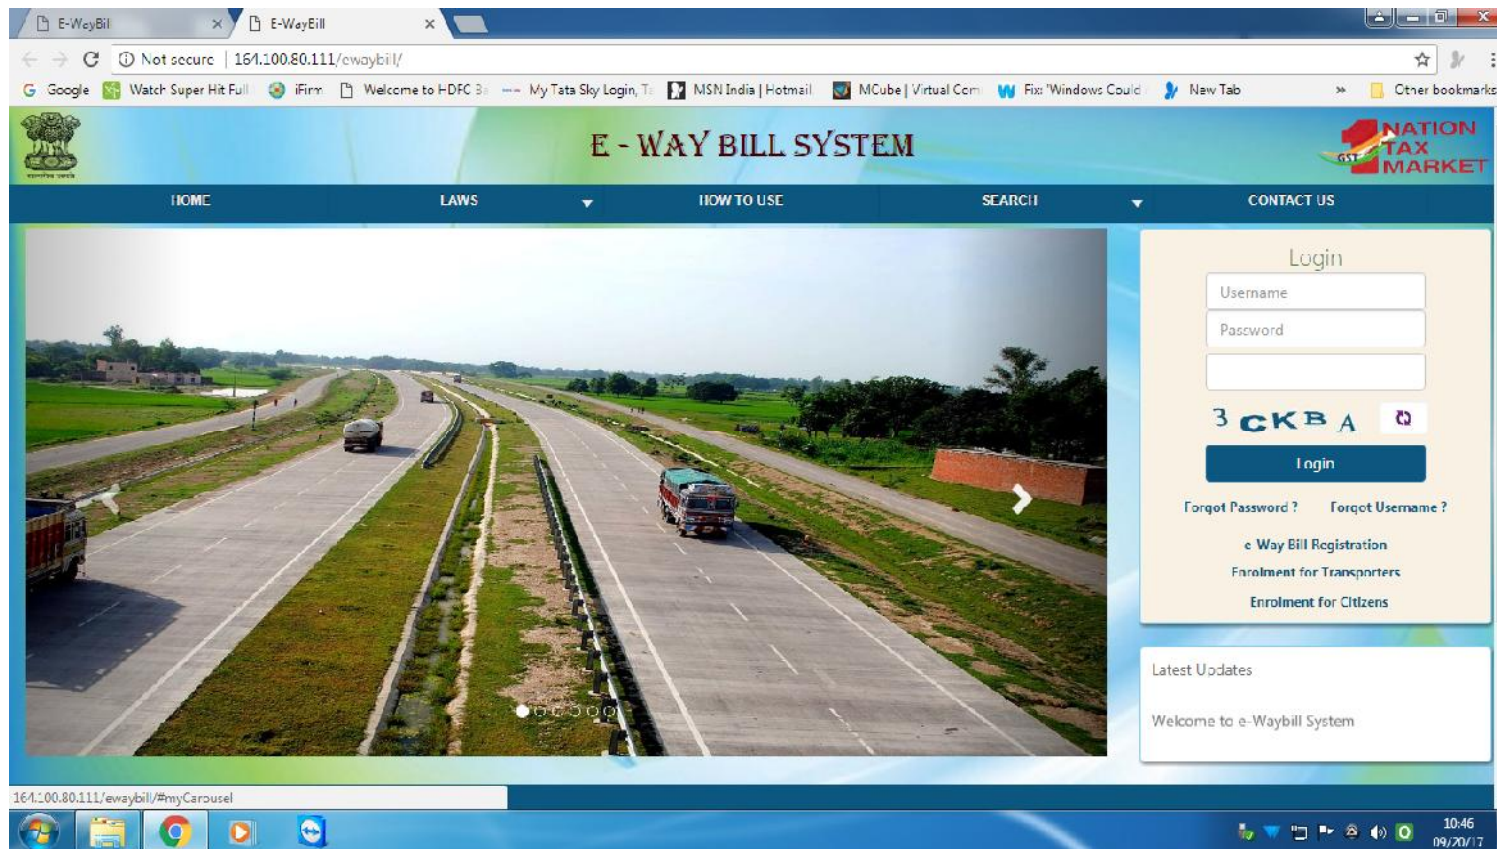 E-WayBill
E-WayBill
Not secure | 164.100.80.111/ewaybill/
Google Watch Super Hit Full iFirm Welcome to HDFC Ba My Tata Sky Login, Ta MSN India | Hotmail MCube | Virtual Com Fix: 'Windows Could New Tab » Other bookmarks
E - WAY BILL SYSTEM
1 NATION
GST TAX
MARKET
HOME LAWS HOW TO USE SEARCH CONTACT US
Login
Username
Password
3 C K B A
Login
Forgot Password ? Forgot Username ?
e-Way Bill Registration
Enrolment for Transporters
Enrolment for Citizens
Latest Updates
Welcome to e-Waybill System
164.100.80.111/ewaybill/#myCarousel
10:46
09/20/17